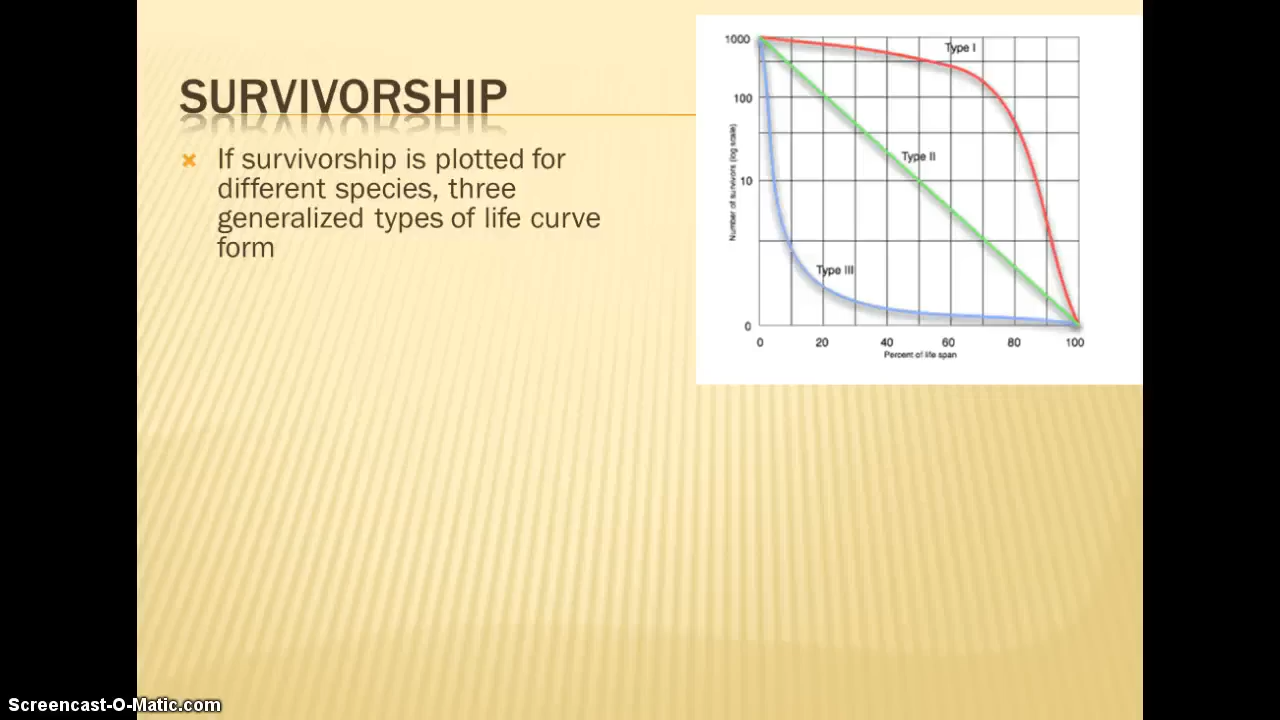 SURVIVORSHIP
If survivorship is plotted for
different species, three
generalized types of life curve
form
1000
100
10
0
Number of survivors (log scale)
Type I
Type II
Type III
0 20 40 60 80 100
Percent of life span
Screencast-O-Matic.com